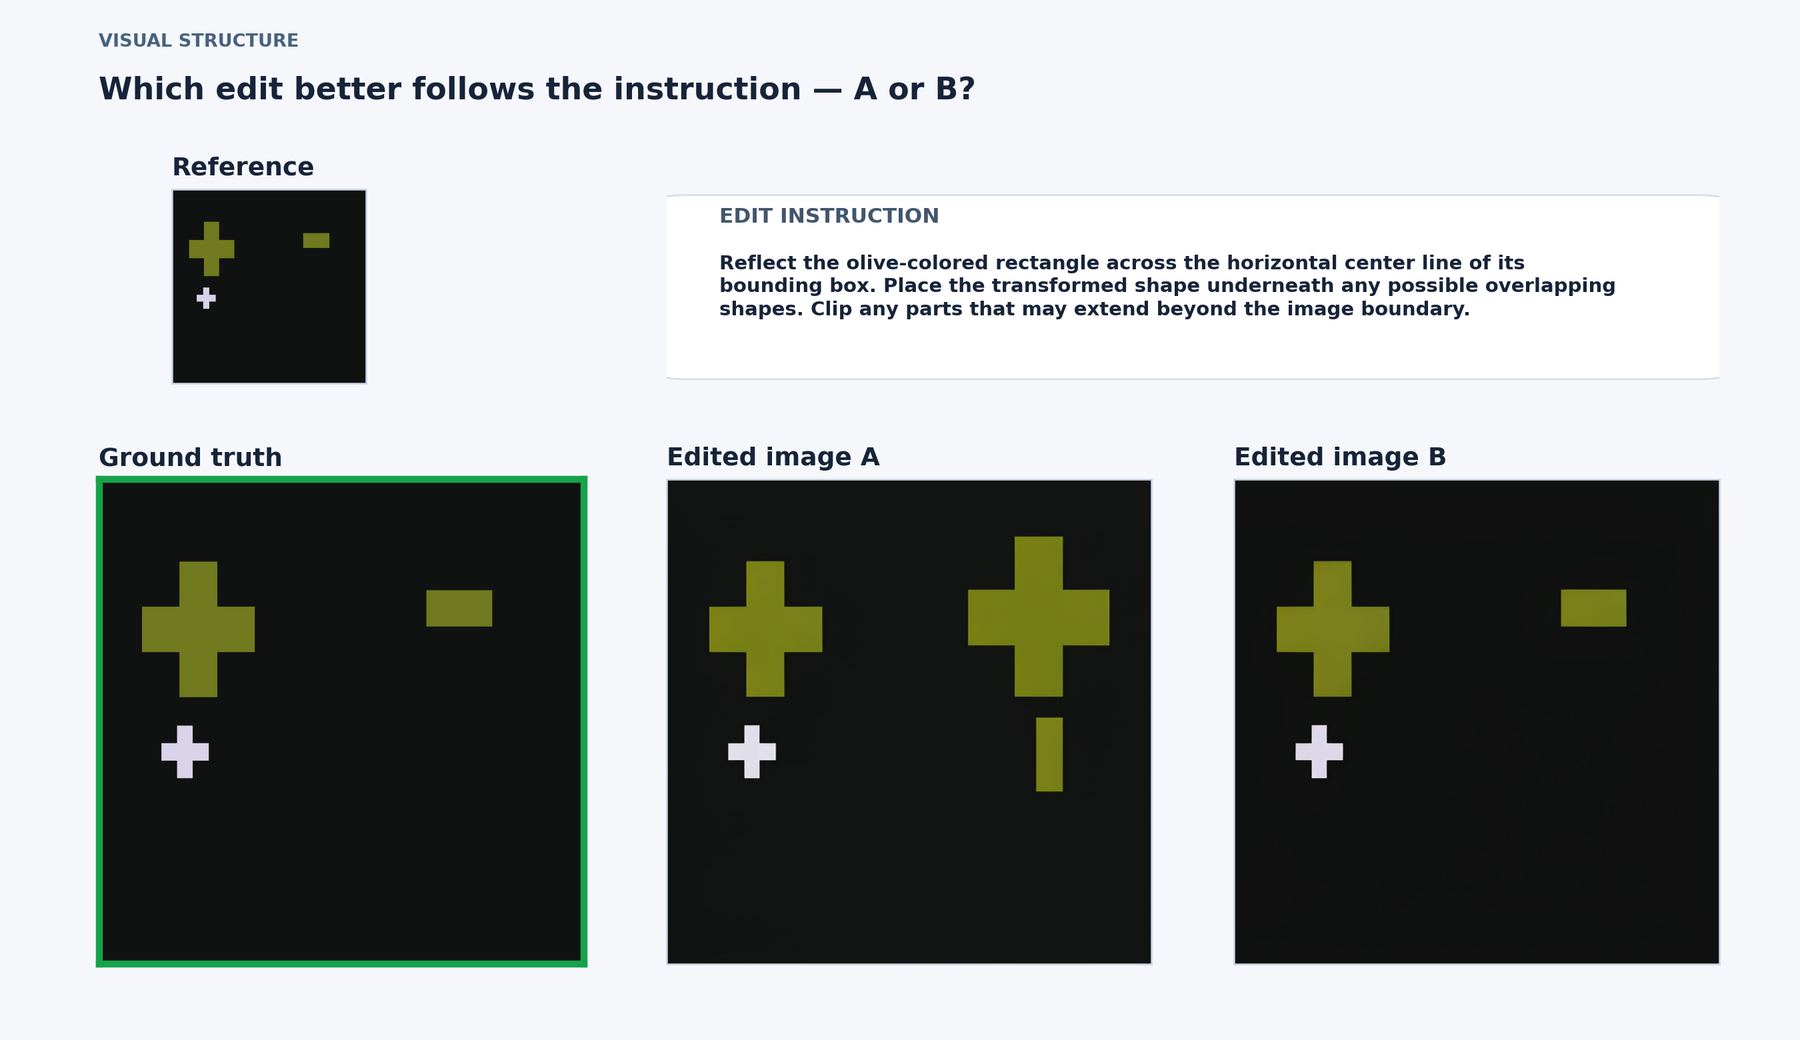 VISUAL STRUCTURE
Which edit better follows the instruction — A or B?
Reference
EDIT INSTRUCTION
Reflect the olive-colored rectangle across the horizontal center line of its
bounding box. Place the transformed shape underneath any possible overlapping
shapes. Clip any parts that may extend beyond the image boundary.
Ground truth
Edited image A
Edited image B